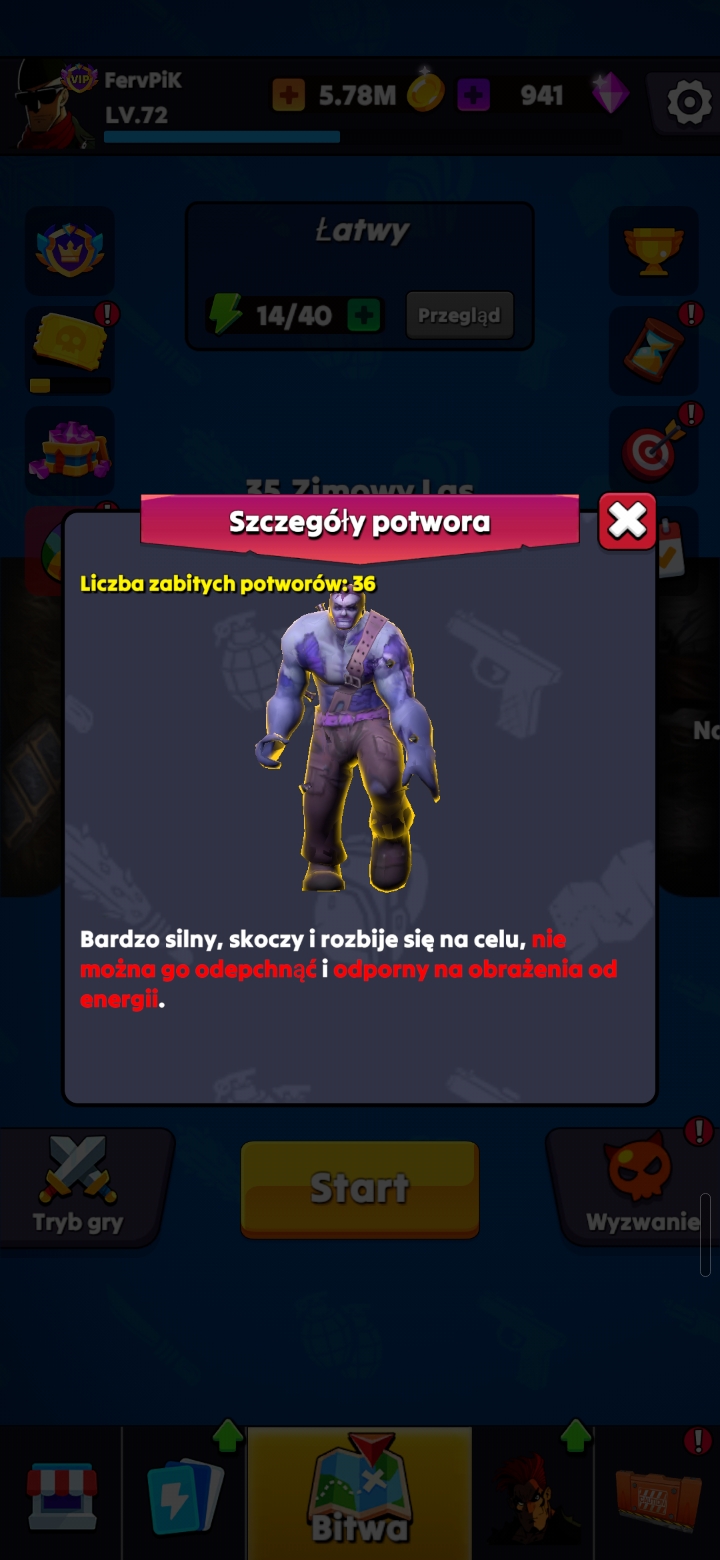 VIP
FervPiK
LV.72
5.78M
941
Łatwy
14/40
Przegląd
35 Zimowy Las
Szczegóły potwora
Liczba zabitych potworów: 36
Bardzo silny, skoczy i rozbije się na celu, nie
można go odepchnąć i odporny na obrażenia od
energii.
Tryb gry
Start
Wyzwanie
Bitwa